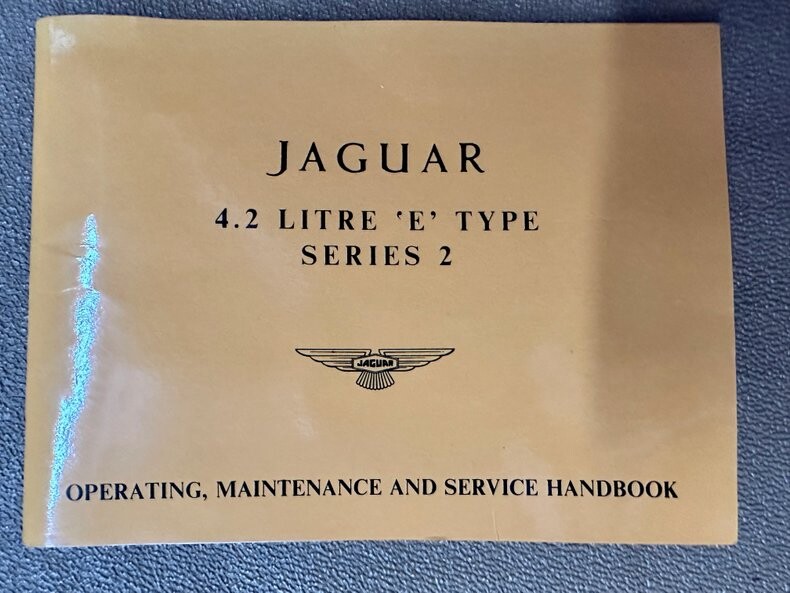 JAGUAR
4.2 LITRE ‘E’ TYPE
SERIES 2
JAGUAR
OPERATING, MAINTENANCE AND SERVICE HANDBOOK